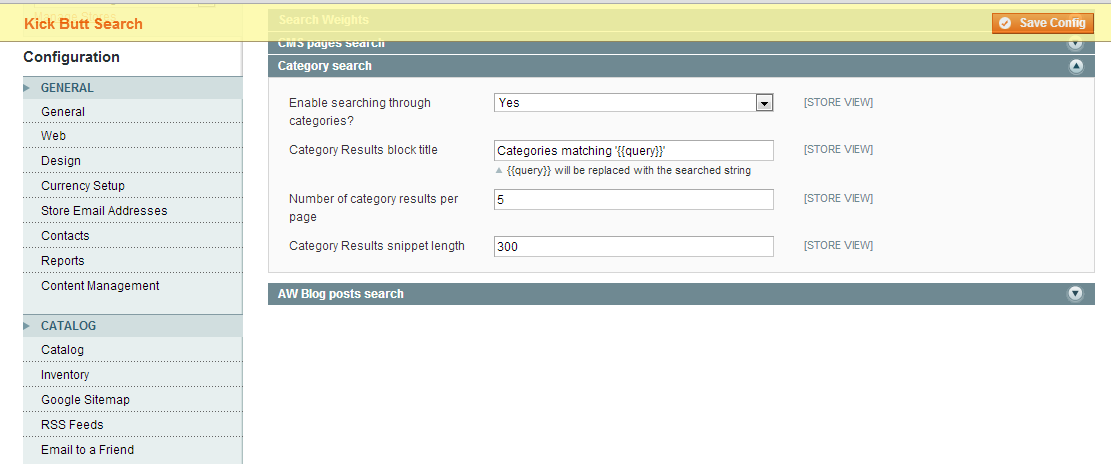 Kick Butt Search
Search Weights
Save Config
CMS pages search
Configuration
GENERAL
General
Web
Design
Currency Setup
Store Email Addresses
Contacts
Reports
Content Management
CATALOG
Catalog
Inventory
Google Sitemap
RSS Feeds
Email to a Friend
Category search
Enable searching through
categories?
Yes
[STORE VIEW]
Category Results block title
Categories matching '{{query}}'
[STORE VIEW]
{{query}} will be replaced with the searched string
Number of category results per
page
5
[STORE VIEW]
Category Results snippet length
300
[STORE VIEW]
AW Blog posts search